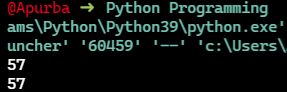 @Apurba ➜ Python Programming
ams\Python\Python39\python.exe'
uncher' '60459' '--' 'c:\Users\
57
57